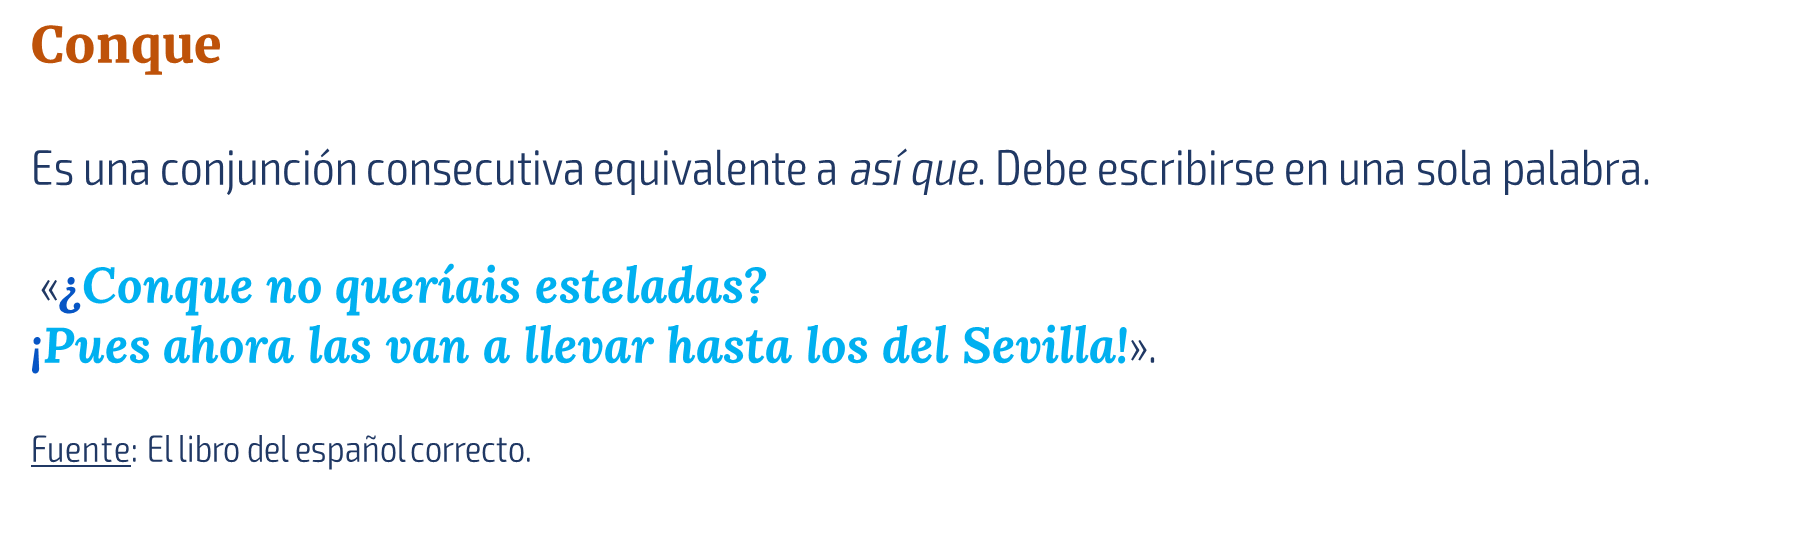 Conque
Es una conjunción consecutiva equivalente a así que. Debe escribirse en una sola palabra.
«¿Conque no queríais esteladas?
¡Pues ahora las van a llevar hasta los del Sevilla!».
Fuente: El libro del español correcto.